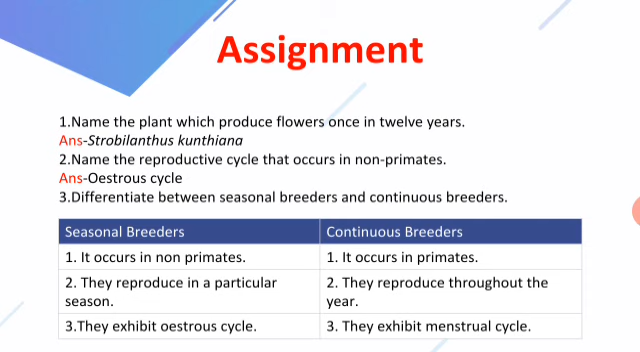 Assignment
1.Name the plant which produce flowers once in twelve years.
Ans-Strobilanthus kunthiana
2.Name the reproductive cycle that occurs in non-primates.
Ans-Oestrous cycle
3.Differentiate between seasonal breeders and continuous breeders.
Seasonal Breeders
Continuous Breeders
1. It occurs in non primates.
1. It occurs in primates.
2. They reproduce in a particular
season.
2. They reproduce throughout the
year.
3.They exhibit oestrous cycle.
3. They exhibit menstrual cycle.